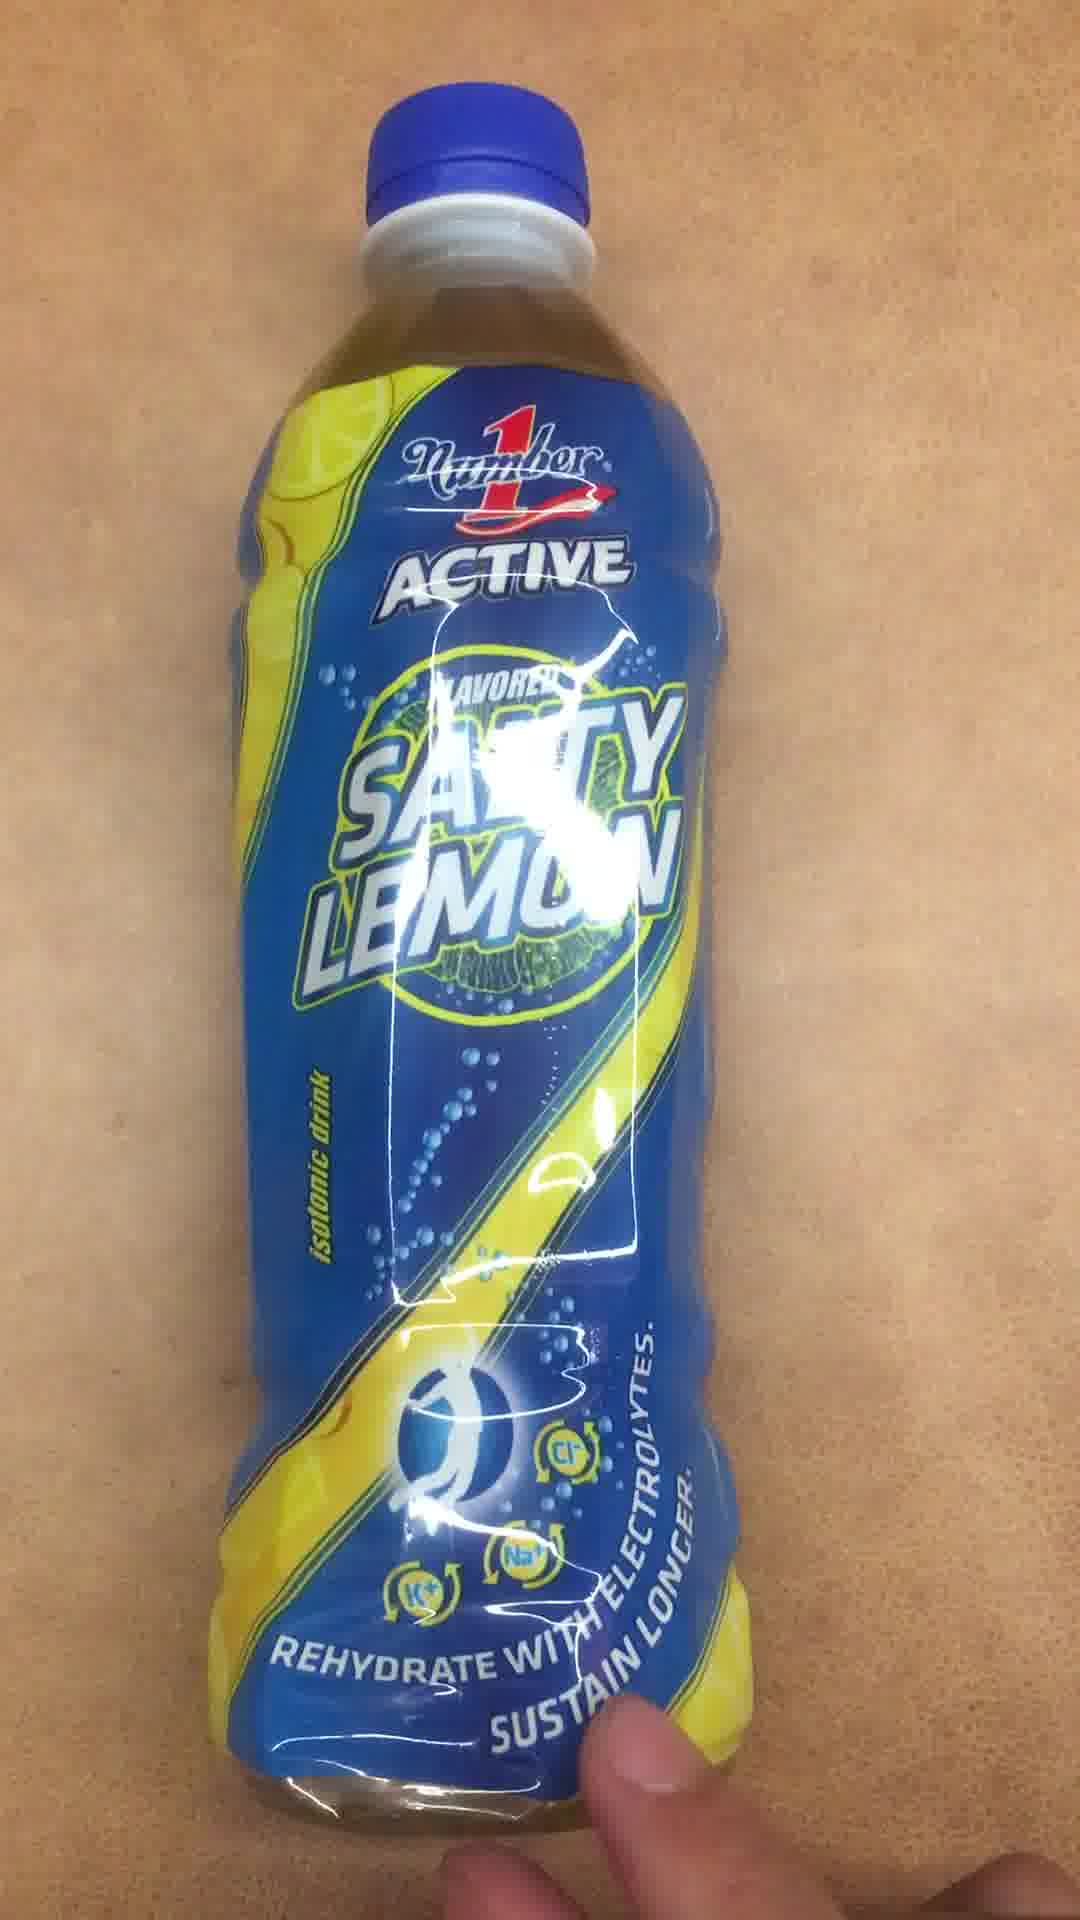 Number 1
ACTIVE
FLAVORED
SALTY
LEMON
isotonic drink
Cl-
Na+
K+
REHYDRATE WITH ELECTROLYTES.
SUSTAIN LONGER.